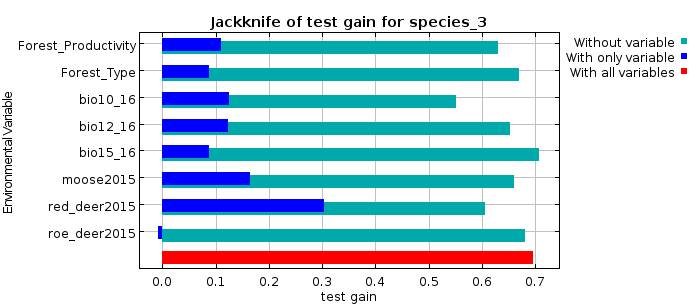 Jackknife of test gain for species_3
Without variable
With only variable
With all variables
Environmental Variable
Forest_Productivity
Forest_Type
bio10_16
bio12_16
bio15_16
moose2015
red_deer2015
roe_deer2015
0.0 0.1 0.2 0.3 0.4 0.5 0.6 0.7
test gain